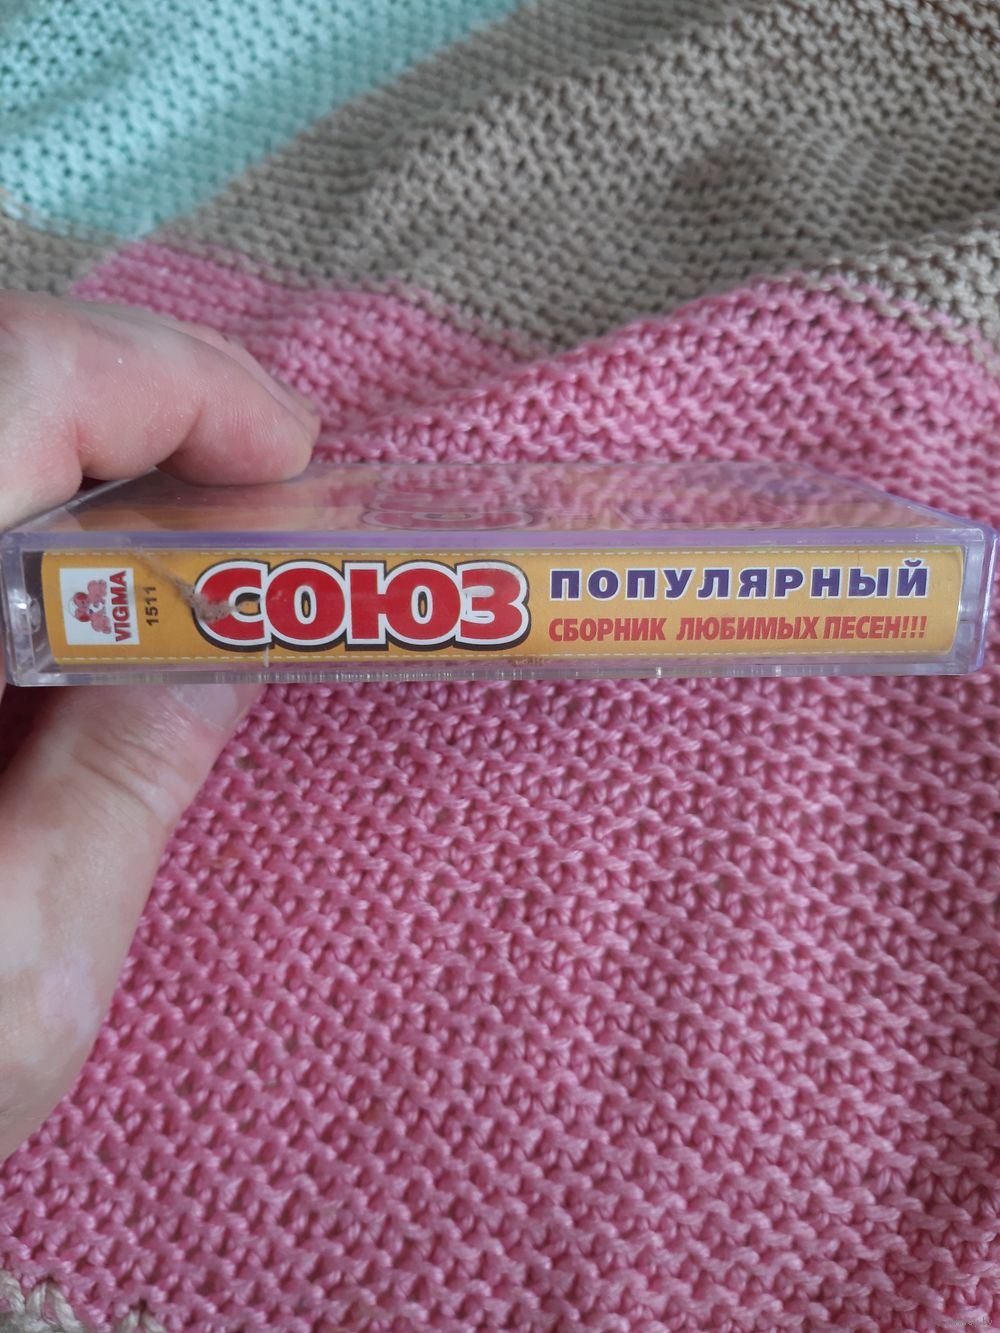 VIGMA
1511
СОЮЗ
ПОПУЛЯРНЫЙ
СБОРНИК ЛЮБИМЫХ ПЕСЕН!!!